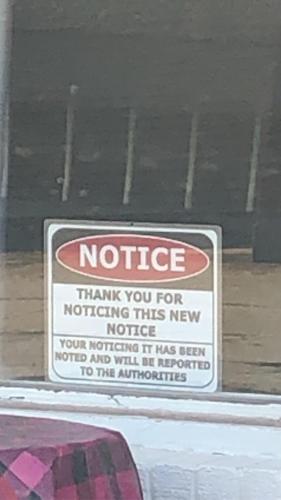 NOTICE
THANK YOU FOR
NOTICING THIS NEW
NOTICE
YOUR NOTICING IT HAS BEEN
NOTED AND WILL BE REPORTED
TO THE AUTHORITIES